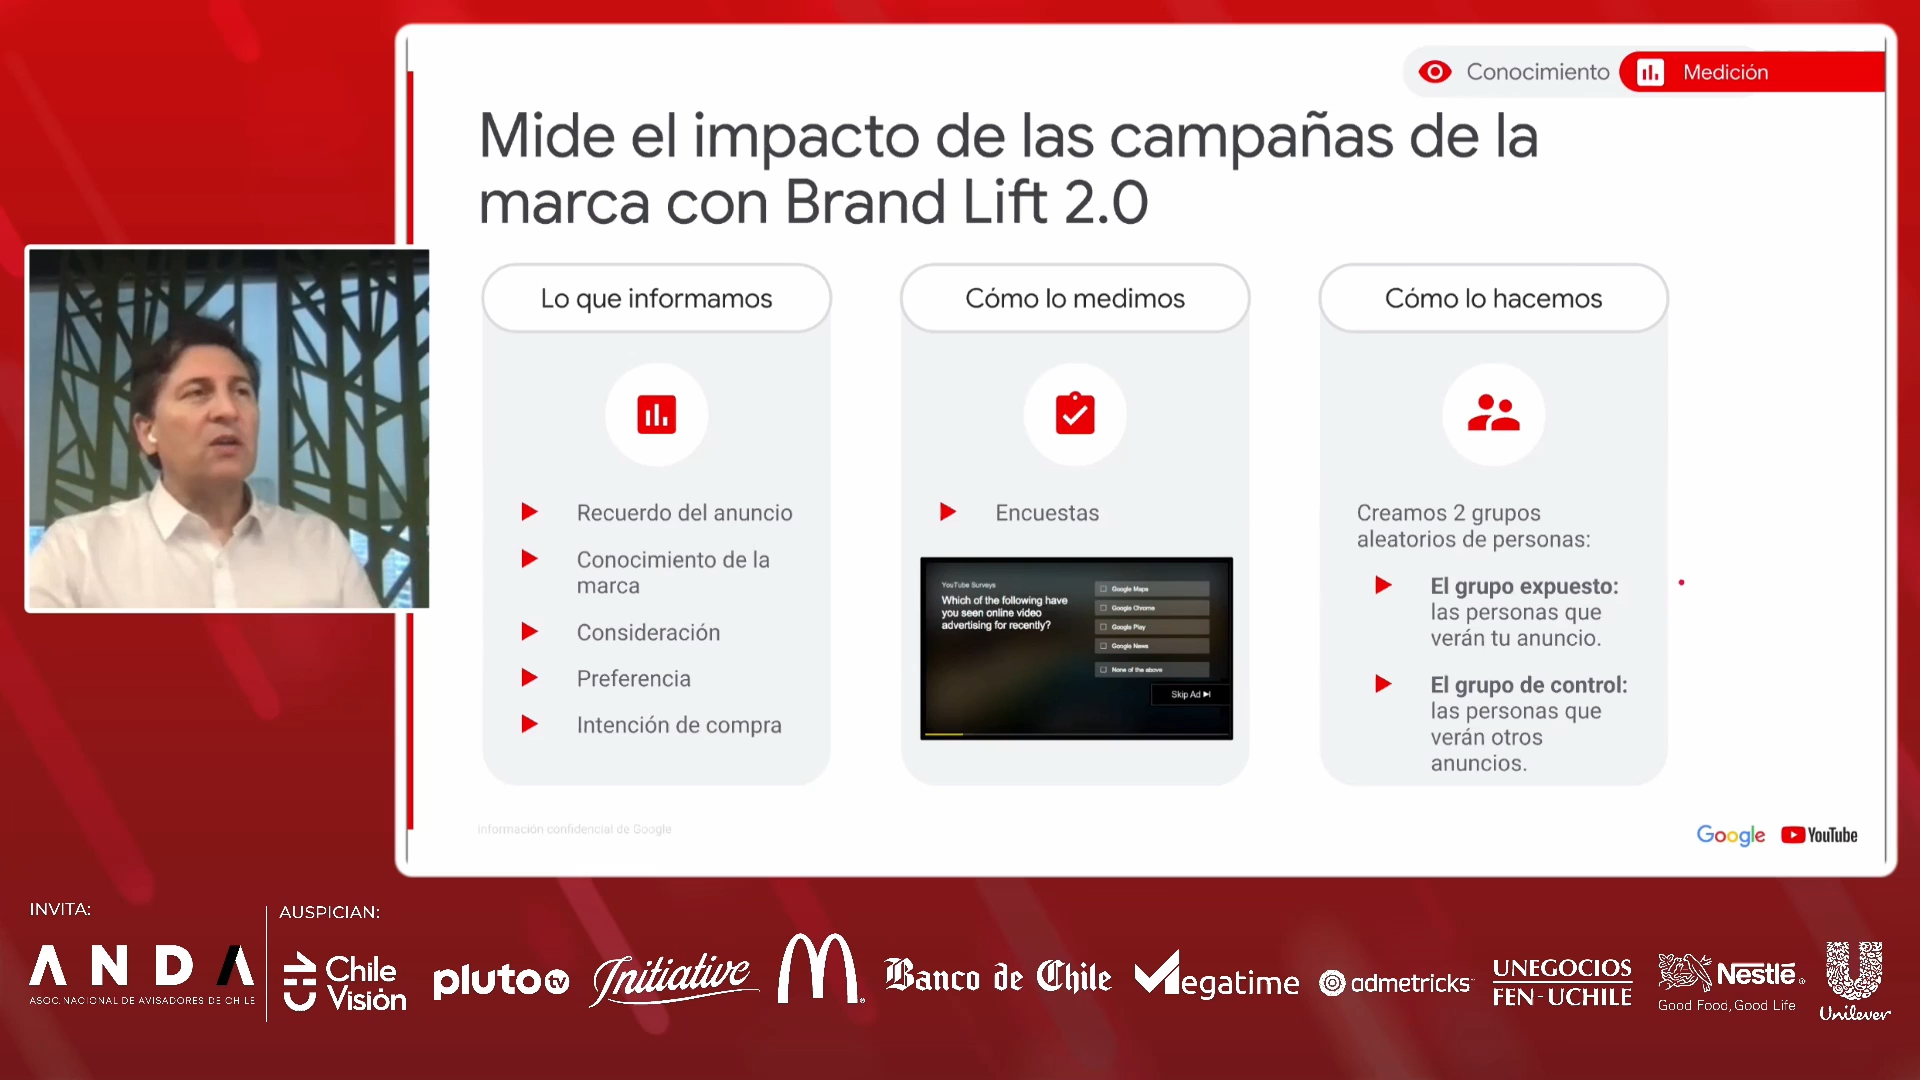 Conocimiento
Medición
Mide el impacto de las campañas de la
marca con Brand Lift 2.0
Lo que informamos
Recuerdo del anuncio
Conocimiento de la
marca
Consideración
Preferencia
Intención de compra
Cómo lo medimos
Encuestas
YouTube Surveys
Which of the following have
you seen online video
advertising for recently?
Google Maps
Google Chrome
Google Play
Google News
None of the above
Skip Ad
Cómo lo hacemos
Creamos 2 grupos
aleatorios de personas:
El grupo expuesto:
las personas que
verán tu anuncio.
El grupo de control:
las personas que
verán otros
anuncios.
Información confidencial de Google
Google YouTube
INVITA:
ANDA
ASOC. NACIONAL DE AVISADORES DE CHILE
AUSPICIAN:
CHV
Chile
Visión
pluto tv
Initiative
Banco de Chile
Megatime
admetricks
UNEGOCIOS
FEN-UCHILE
Nestlé
Good Food, Good Life
Unilever